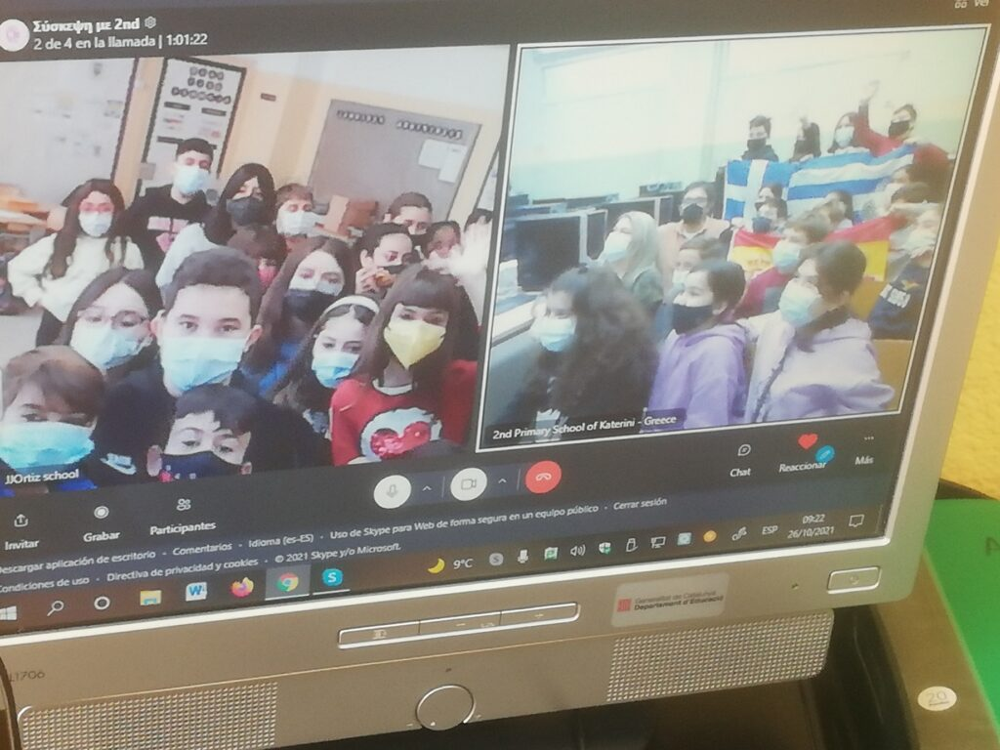 Σύσκεψη με 2nd
2 de 4 en la llamada | 1:01:22
JJOrtiz school
2nd Primary School of Katerini - Greece
Invitar
Grabar
Participantes
Chat
Reaccionar
Más
Descargar aplicación de escritorio · Comentarios · Idioma (es-ES) · Uso de Skype para Web de forma segura en un equipo público · Cerrar sesión
Condiciones de uso · Directiva de privacidad y cookies · © 2021 Skype y/o Microsoft.
9°C
ESP
09:22
26/10/2021
Generalitat de Catalunya
Departament d'Educació
L1706
20